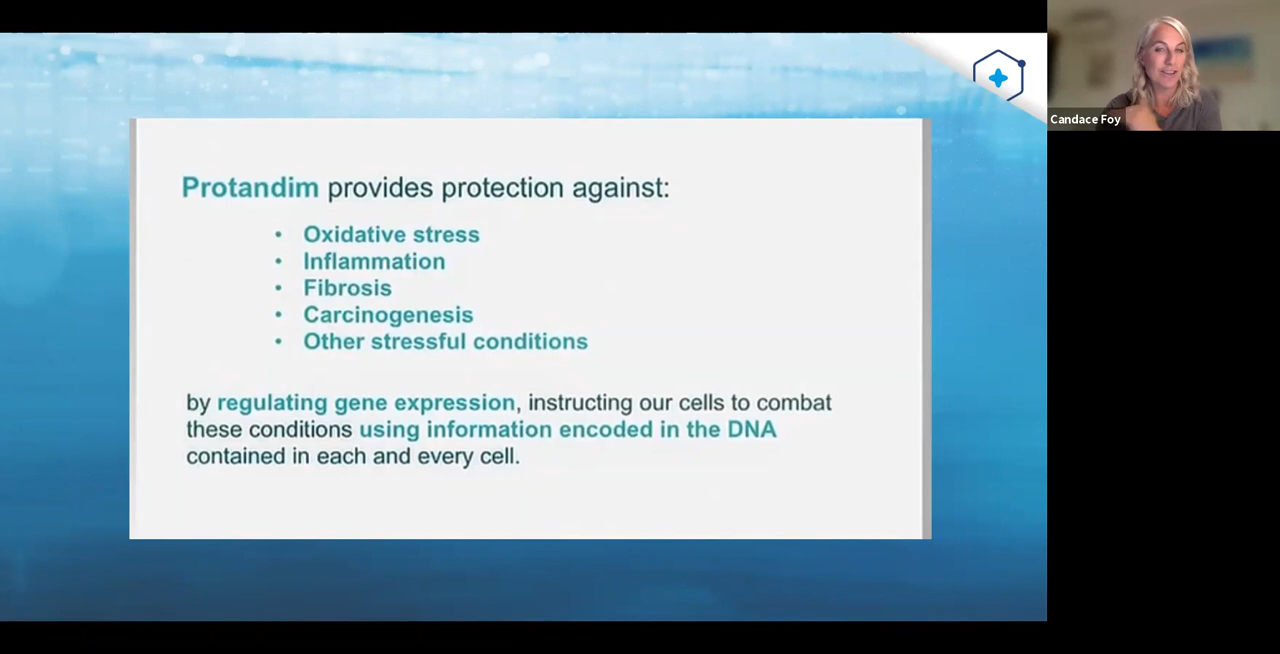 Protandim provides protection against:
• Oxidative stress
• Inflammation
• Fibrosis
• Carcinogenesis
• Other stressful conditions
by regulating gene expression, instructing our cells to combat
these conditions using information encoded in the DNA
contained in each and every cell.
Candace Foy